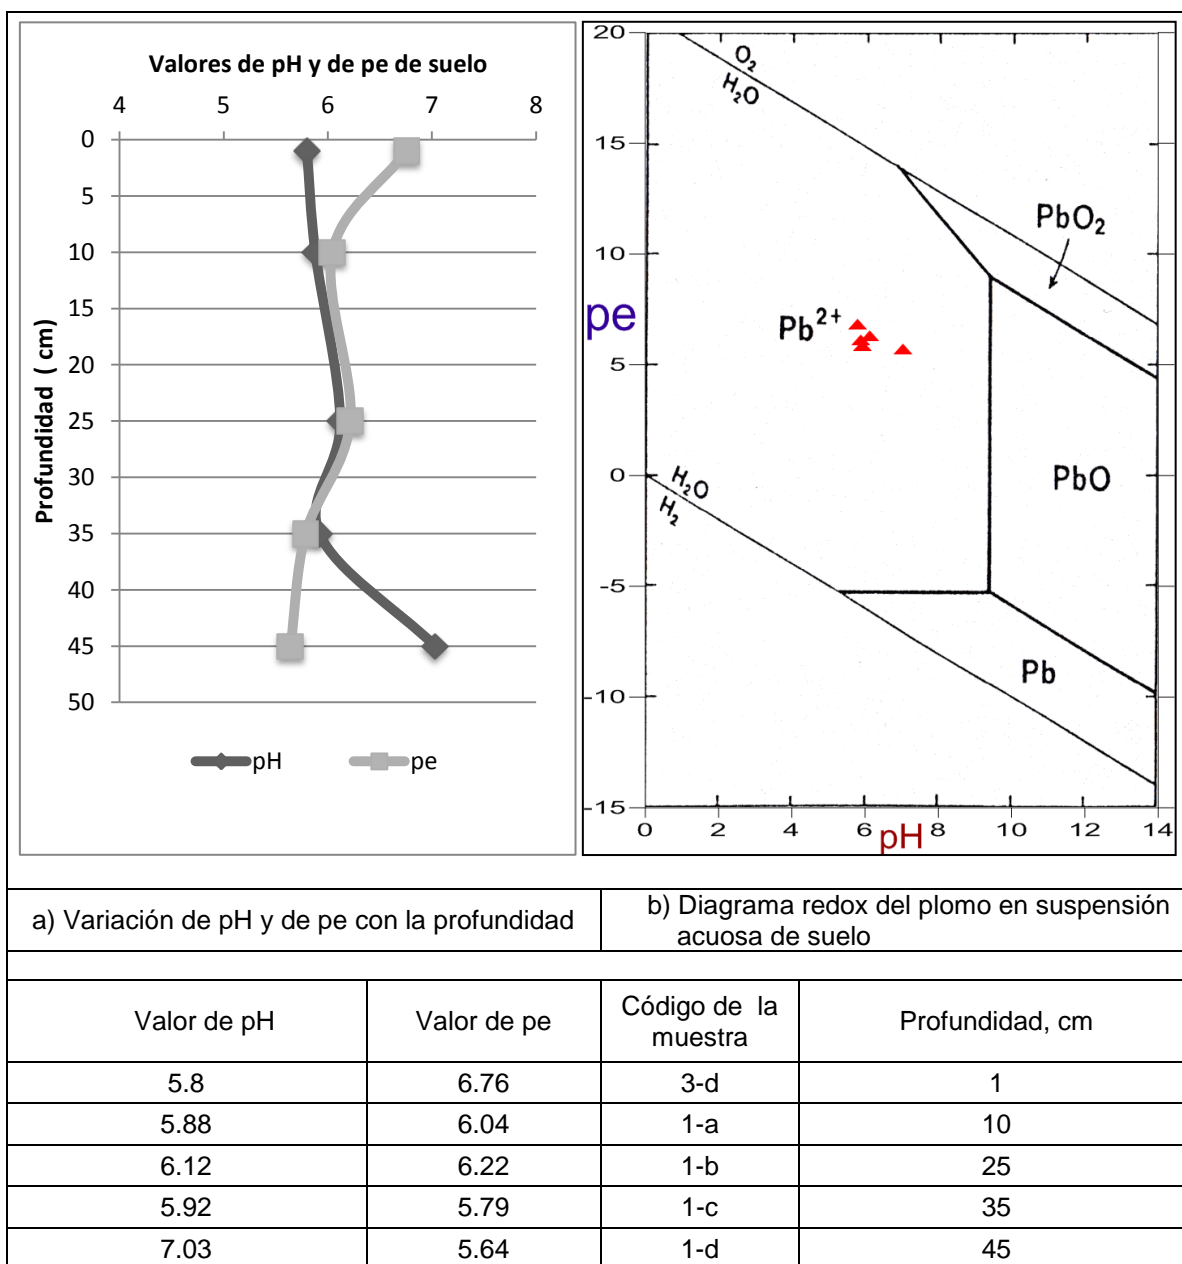 Valores de pH y de pe de suelo
4 5 6 7 8
0
5
10
15
20
25
30
35
40
45
50
Profundidad ( cm)
pH pe
20
15
10
5
0
-5
-10
-15
pe
O₂
H₂O
PbO₂
Pb²⁺
H₂O
H₂
PbO
Pb
0 2 4 6 8 10 12 14
pH
a) Variación de pH y de pe con la profundidad
b) Diagrama redox del plomo en suspensión
acuosa de suelo
Valor de pH Valor de pe Código de la muestra Profundidad, cm
5.8 6.76 3-d 1
5.88 6.04 1-a 10
6.12 6.22 1-b 25
5.92 5.79 1-c 35
7.03 5.64 1-d 45